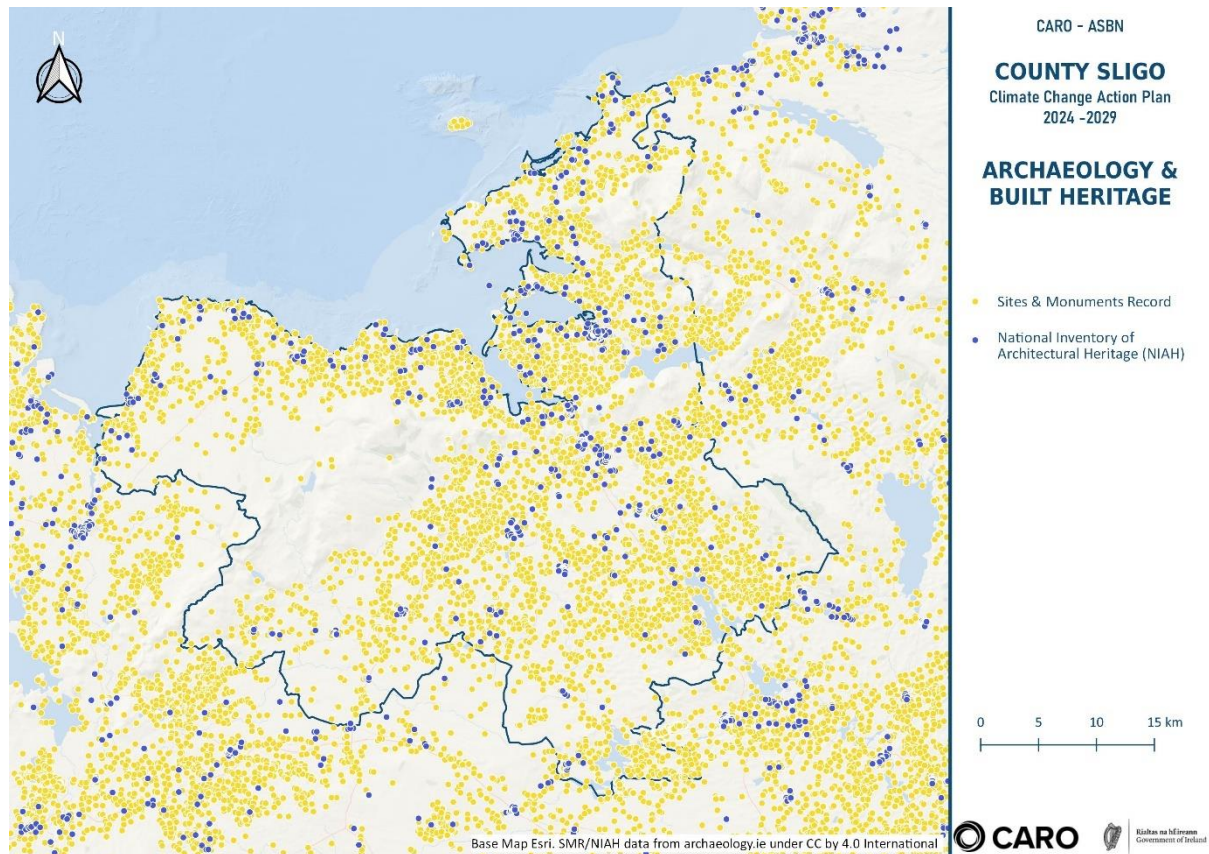 N
CARO - ASBN
COUNTY SLIGO
Climate Change Action Plan
2024 -2029
ARCHAEOLOGY &
BUILT HERITAGE
Sites & Monuments Record
National Inventory of
Architectural Heritage (NIAH)
0 5 10 15 km
Base Map Esri. SMR/NIAH data from archaeology.ie under CC by 4.0 International
CARO
Rialtas na hÉireann
Government of Ireland